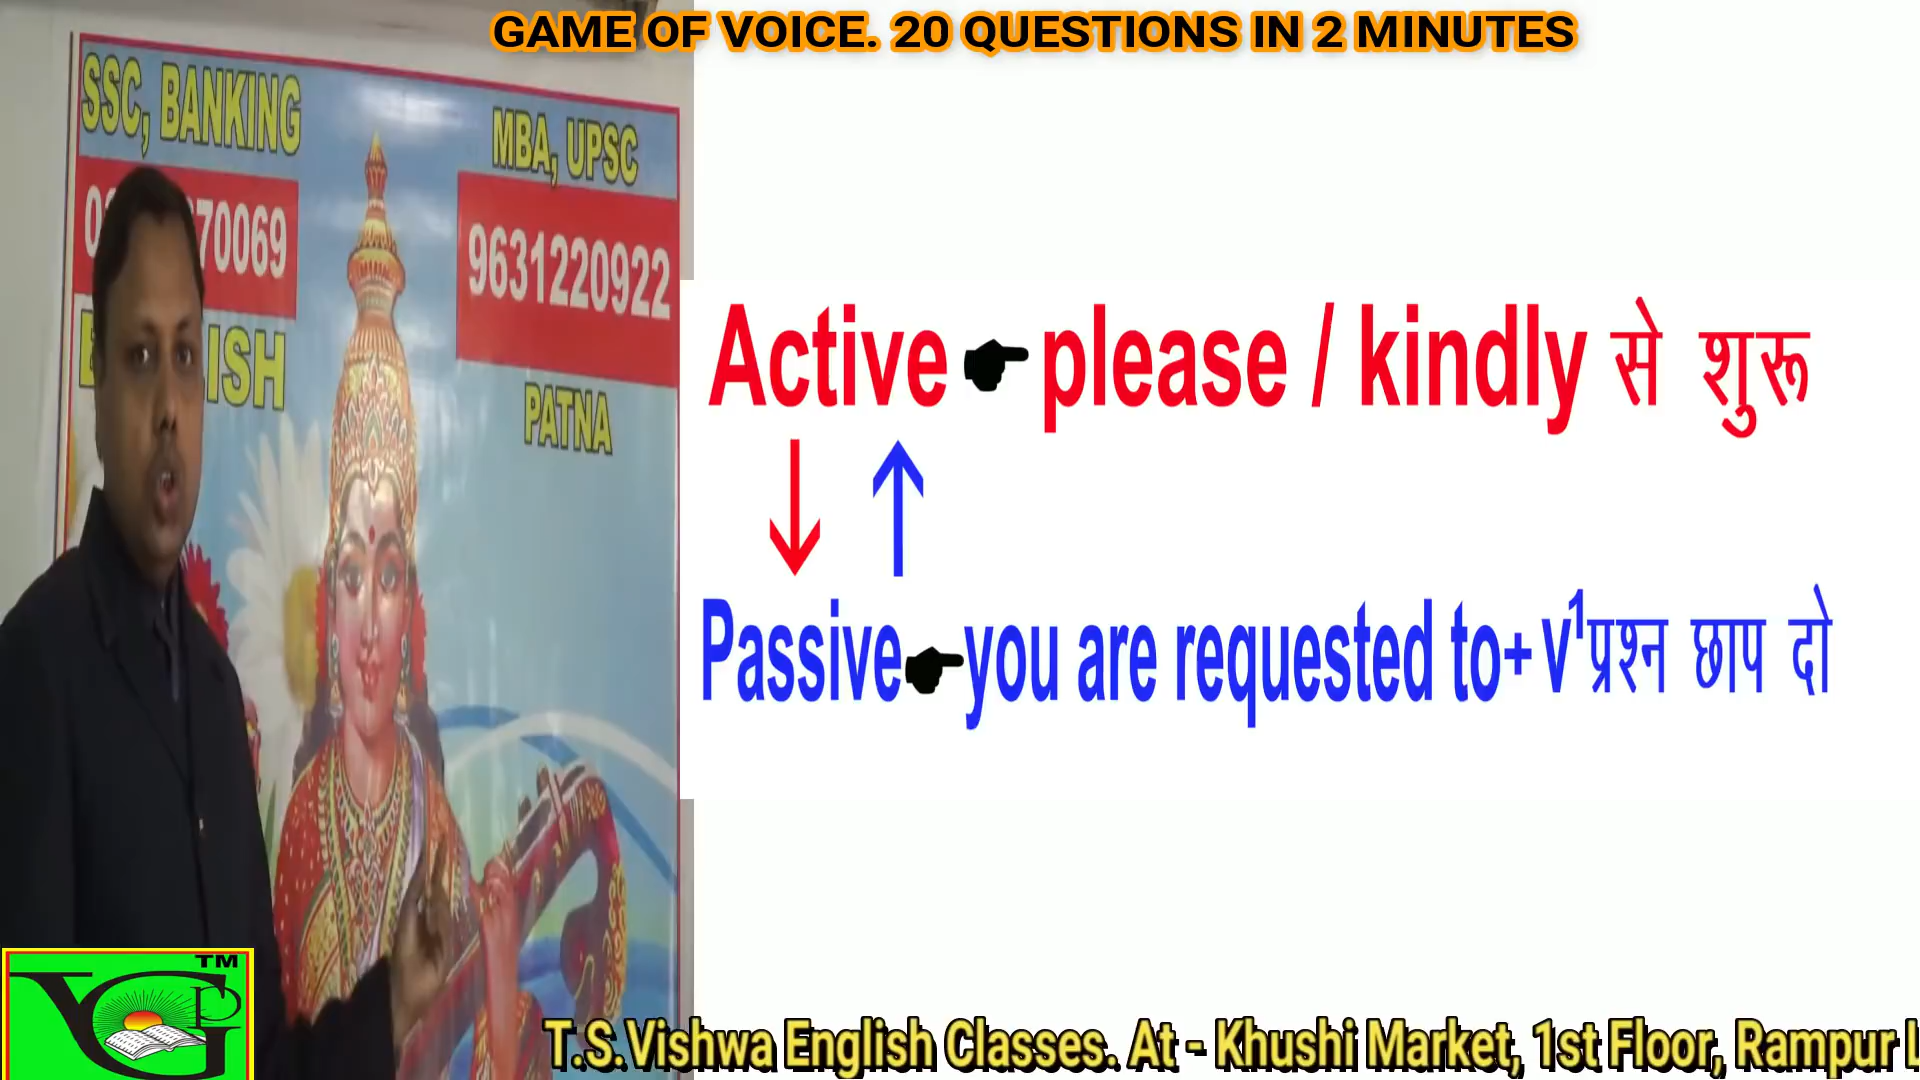 GAME OF VOICE. 20 QUESTIONS IN 2 MINUTES
SSC, BANKING
MBA, UPSC
70069
9631220922
ISH
PATNA
Active please / kindly से शुरू
Passive you are requested to+ V¹ प्रश्न छाप दो
TM
T.S.Vishwa English Classes. At - Khushi Market, 1st Floor, Rampur L